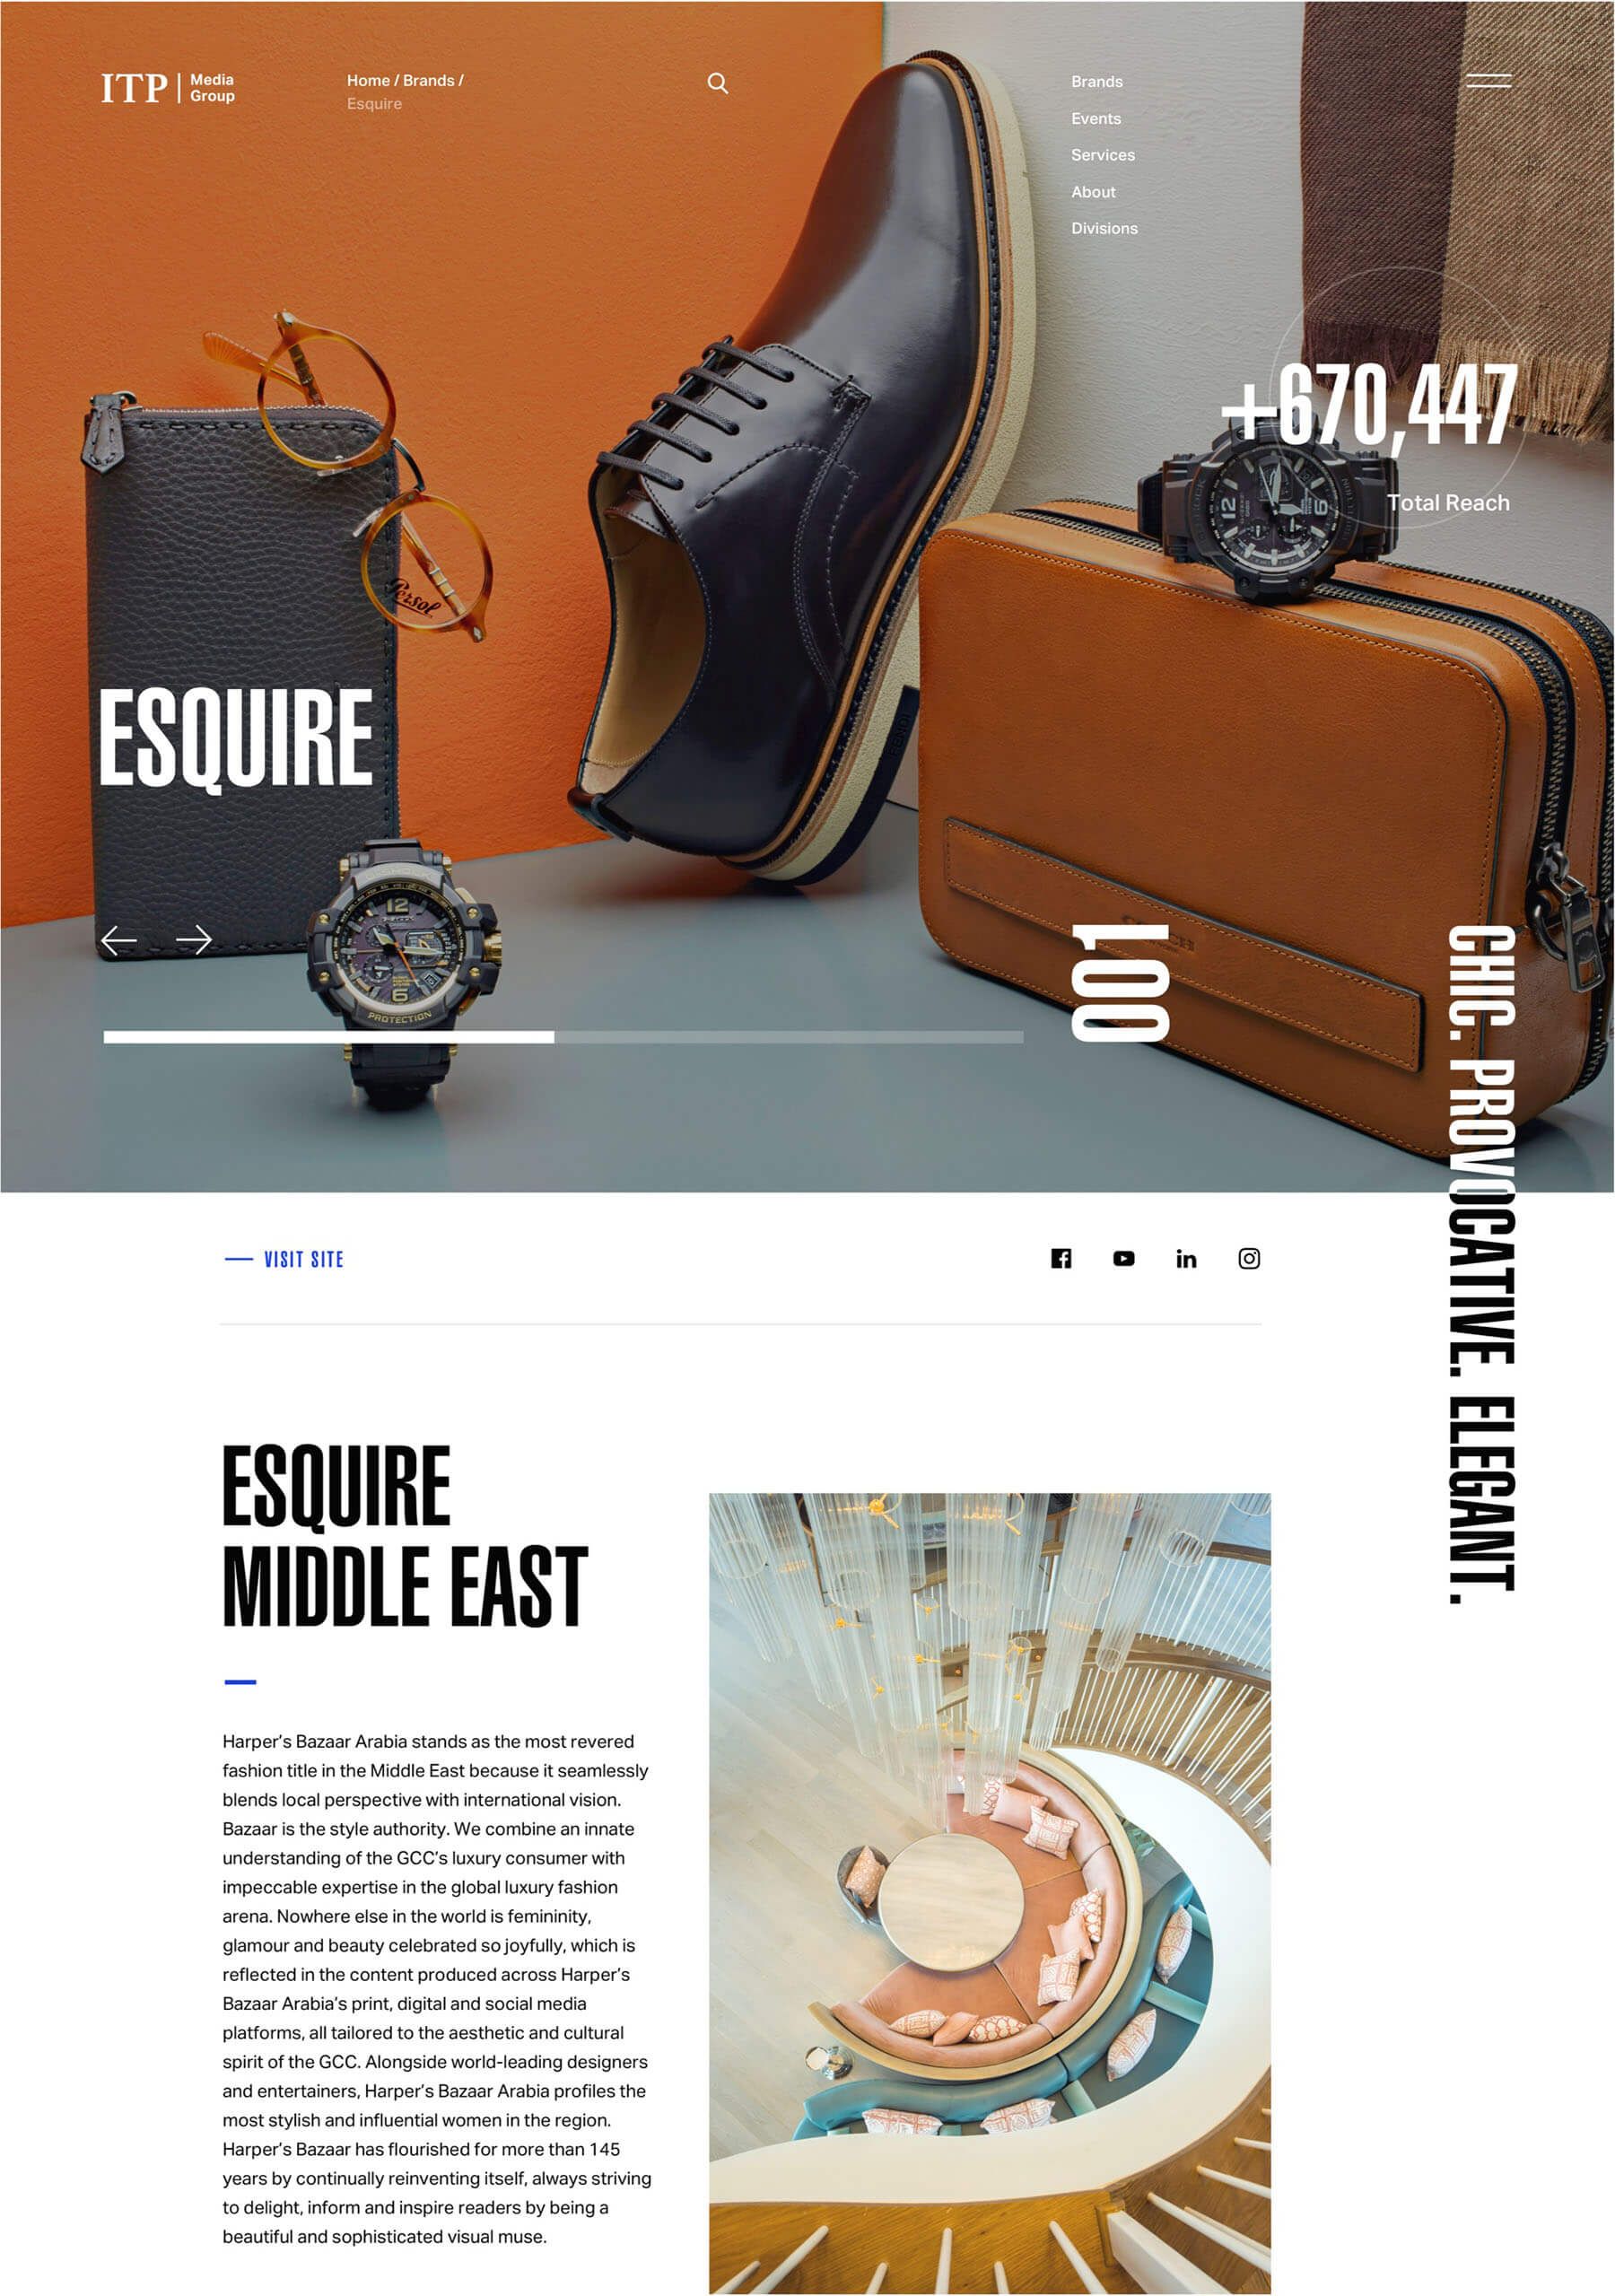 ITP
Media
Group
Home / Brands /
Esquire
Brands
Events
Services
About
Divisions
+670,447
Total Reach
12
6
Persol
ESQUIRE
12
6
PROTECTION
001
CHIC. PROVOCATIVE. ELEGANT.
VISIT SITE
ESQUIRE
MIDDLE EAST
Harper’s Bazaar Arabia stands as the most revered
fashion title in the Middle East because it seamlessly
blends local perspective with international vision.
Bazaar is the style authority. We combine an innate
understanding of the GCC’s luxury consumer with
impeccable expertise in the global luxury fashion
arena. Nowhere else in the world is femininity,
glamour and beauty celebrated so joyfully, which is
reflected in the content produced across Harper’s
Bazaar Arabia’s print, digital and social media
platforms, all tailored to the aesthetic and cultural
spirit of the GCC. Alongside world-leading designers
and entertainers, Harper’s Bazaar Arabia profiles the
most stylish and influential women in the region.
Harper’s Bazaar has flourished for more than 145
years by continually reinventing itself, always striving
to delight, inform and inspire readers by being a
beautiful and sophisticated visual muse.